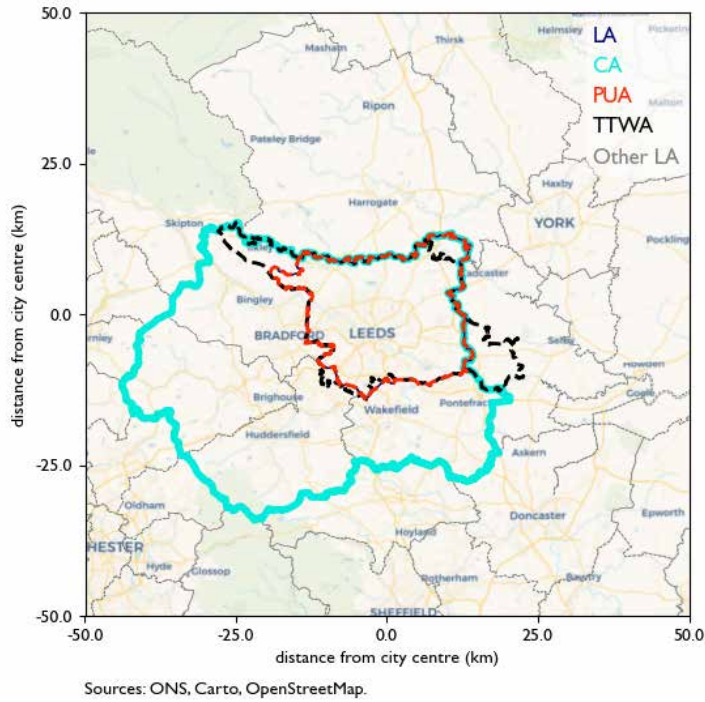 50.0
25.0
0.0
-25.0
-50.0
distance from city centre (km)
-50.0 -25.0 0.0 25.0 50.0
distance from city centre (km)
LA
CA
PUA
TTWA
Other LA
Masham
Thirsk
Helmsley
Ripon
Malton
Pateley Bridge
Haxby
Harrogate
YORK
Skipton
Pocklin
Tadcaster
Bingley
BRADFORD
LEEDS
rnley
Selby
Howden
Goole
Brighouse
Wakefield
Pontefract
Huddersfield
Askern
Oldham
Doncaster
Epworth
CHESTER
Hoyland
Hyde
Glossop
Rotherham
Bawtry
SHEFFIELD
Sources: ONS, Carto, OpenStreetMap.